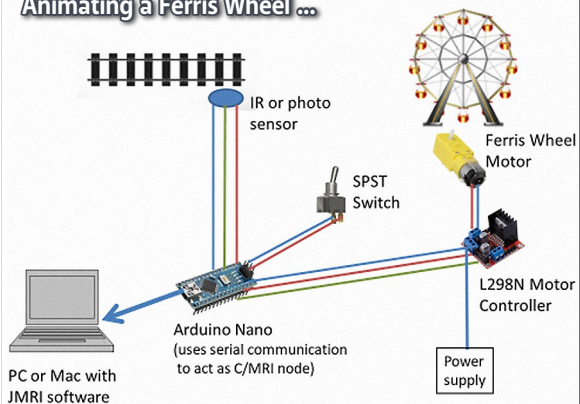 Animating a Ferris Wheel ...
IR or photo
sensor
Ferris Wheel
Motor
SPST
Switch
L298N Motor
Controller
Arduino Nano
(uses serial communication
to act as C/MRI node)
Power
supply
PC or Mac with
JMRI software